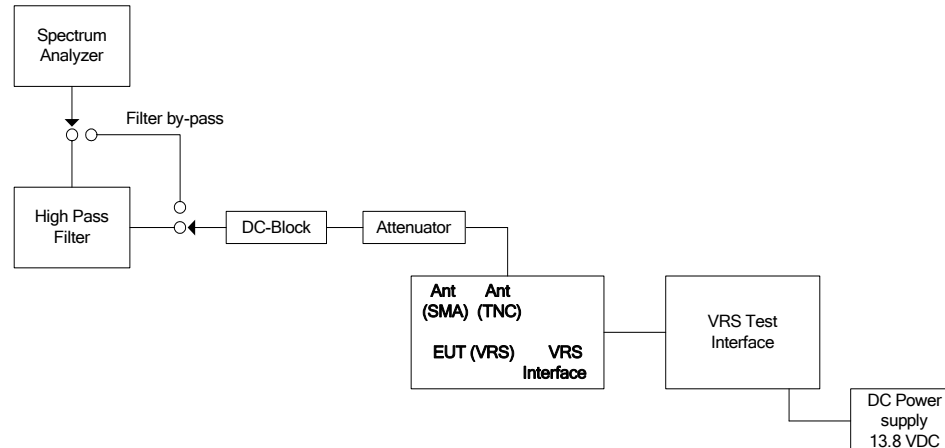 Spectrum
Analyzer
Filter by-pass
High Pass
Filter
DC-Block
Attenuator
Ant Ant
(SMA) (TNC)
EUT (VRS) VRS
Interface
VRS Test
Interface
DC Power
supply
13.8 VDC